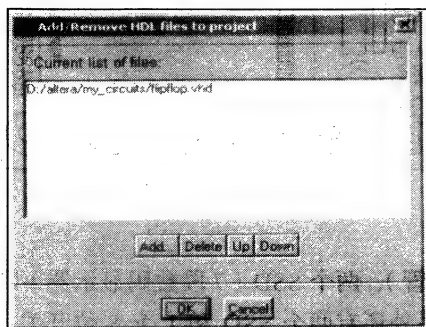 Add/Remove HDL files to project
Current list of files:
D:/altera/my_circuits/flipflop.vhd
Add Delete Up Down
OK Cancel